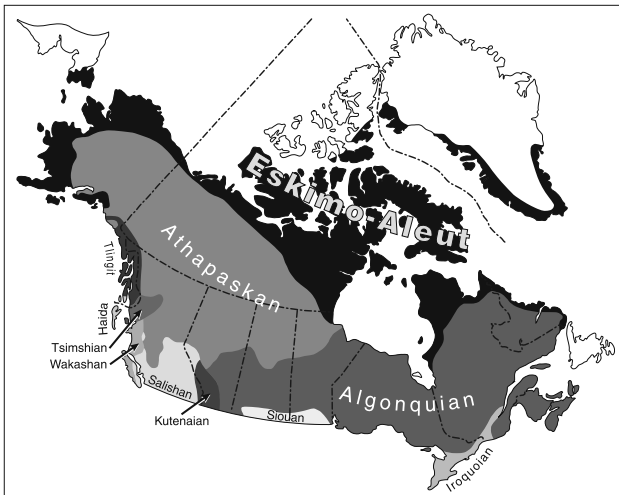 Eskimo-Aleut
Athapaskan
Tlingit
Haida
Tsimshian
Wakashan
Salishan
Kutenaian
Siouan
Algonquian
Iroquoian